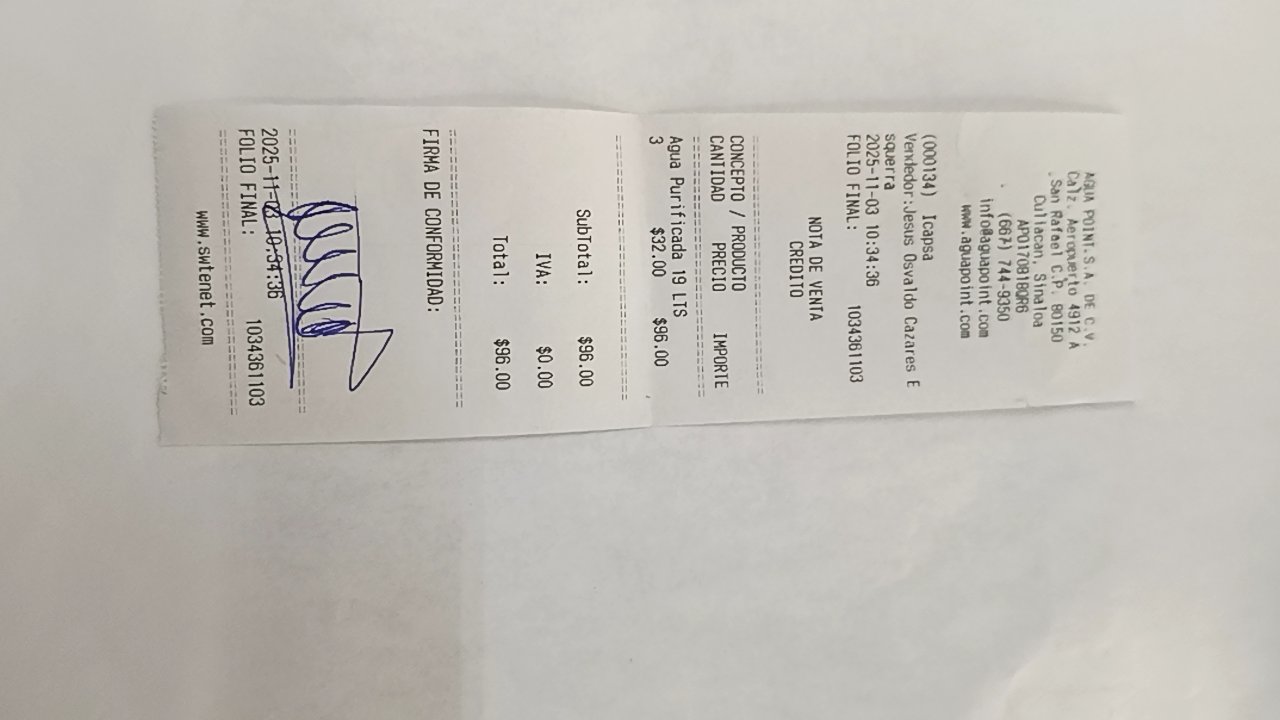 AGUA POINT.S.A. DE C.V.
Calz. Aeropuerto 4912 A
.San Rafael C.P. 80150
Culiacan, Sinaloa
APO170818QR6
(667) 744-9350
info@aguapoint.com
www.aguapoint.com
(000134) Icapsa
Vendedor:Jesus Osvaldo Cazares E
squerra
2025-11-03 10:34:36
FOLIO FINAL: 1034361103
NOTA DE VENTA
CREDITO
CONCEPTO / PRODUCTO
CANTIDAD PRECIO IMPORTE
Agua Purificada 19 LTS
3 $32.00 $96.00
SubTotal: $96.00
IVA: $0.00
Total: $96.00
FIRMA DE CONFORMIDAD:
2025-11-03 10:34:36
FOLIO FINAL: 1034361103
www.swtenet.com